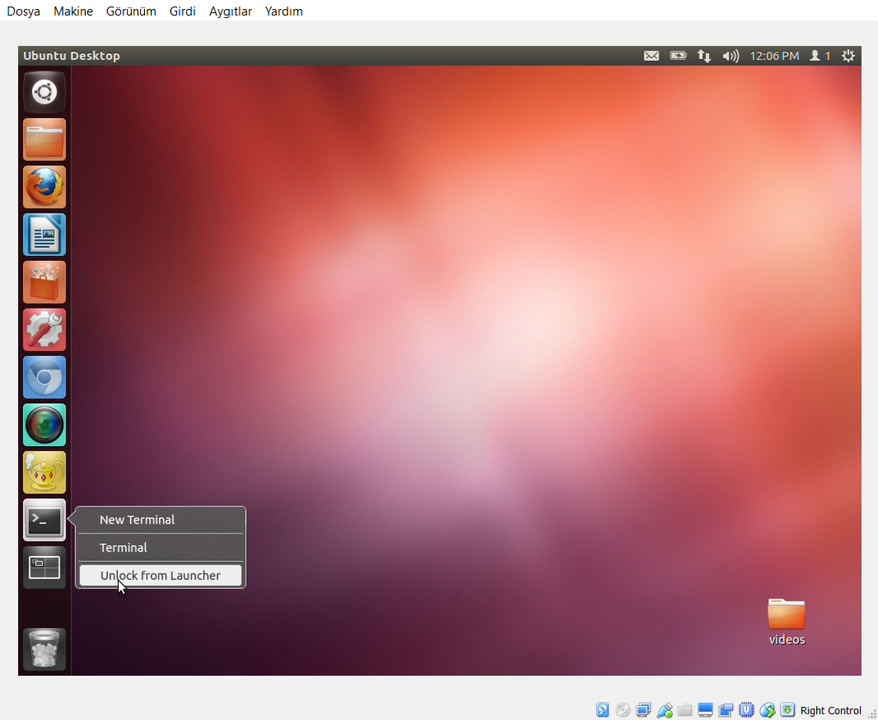 Dosya Makine Görünüm Girdi Aygıtlar Yardım
Ubuntu Desktop 12:06 PM 1
New Terminal
Terminal
Unlock from Launcher
videos
Right Control